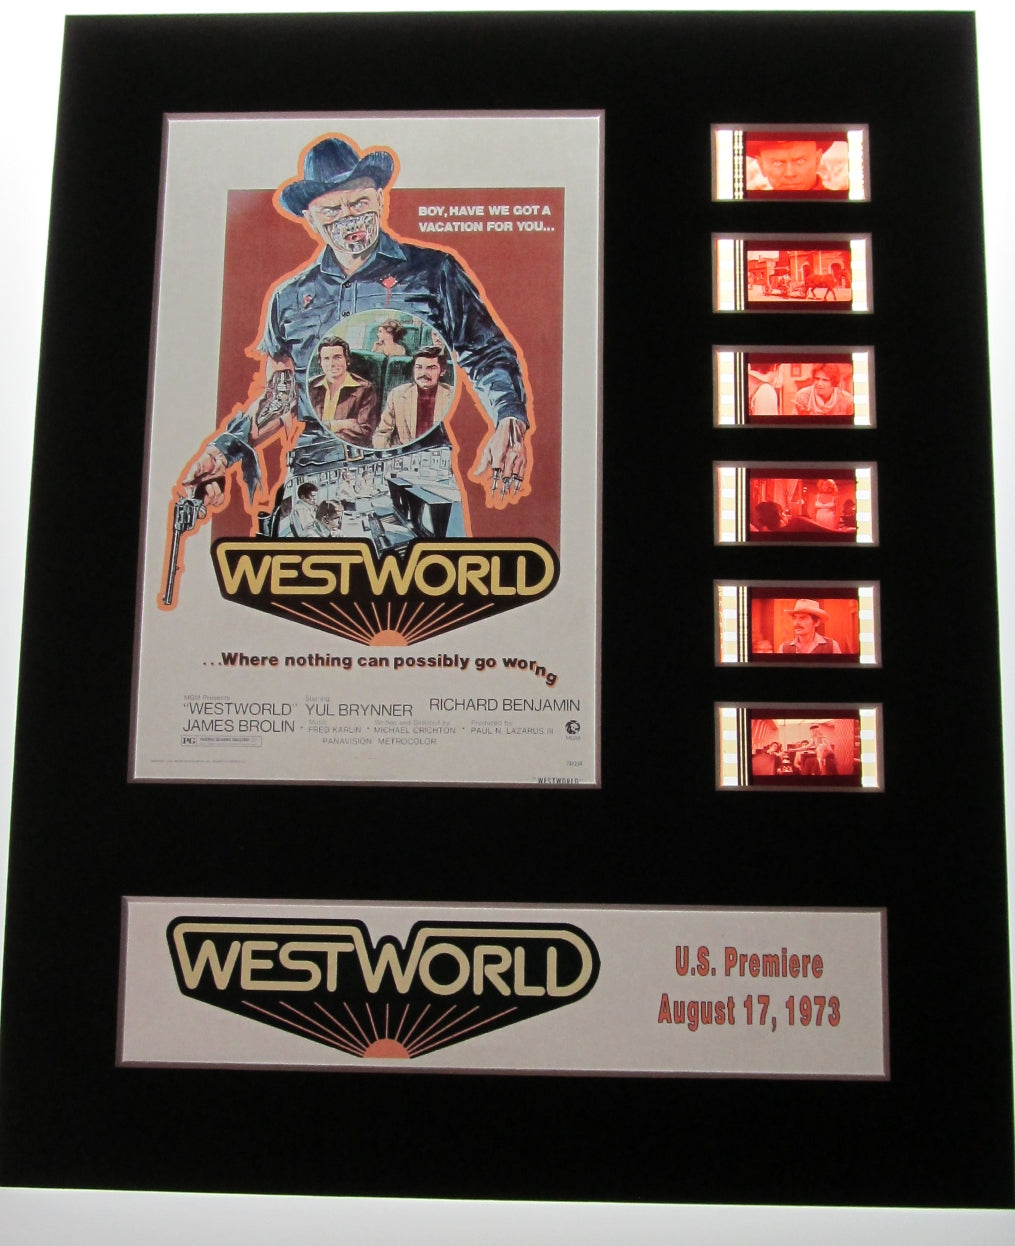 BOY, HAVE WE GOT A
VACATION FOR YOU...
WESTWORLD
...Where nothing can possibly go worng
MGM Presents
Starring
"WESTWORLD" YUL BRYNNER RICHARD BENJAMIN
JAMES BROLIN
· Music FRED KARLIN · Written and Directed by MICHAEL CRICHTON · Produced by PAUL N. LAZARUS III
PANAVISION METROCOLOR
PG
MGM
"WESTWORLD"
WESTWORLD
U.S. Premiere
August 17, 1973